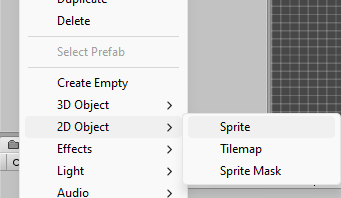 Duplicate
Delete
Select Prefab
Create Empty
3D Object
2D Object
Effects
Light
Audio
Sprite
Tilemap
Sprite Mask